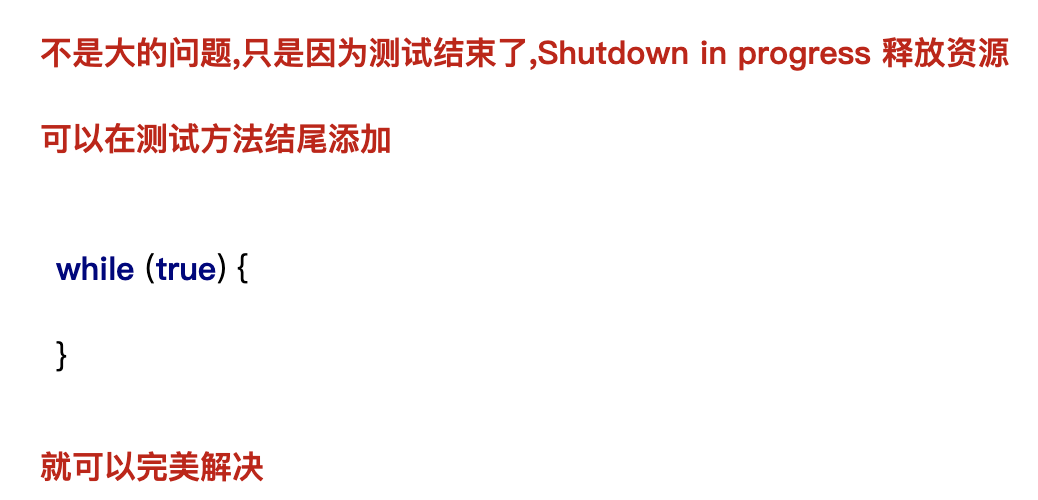 不是大的问题,只是因为测试结束了,Shutdown in progress 释放资源
可以在测试方法结尾添加
while (true) {
}
就可以完美解决